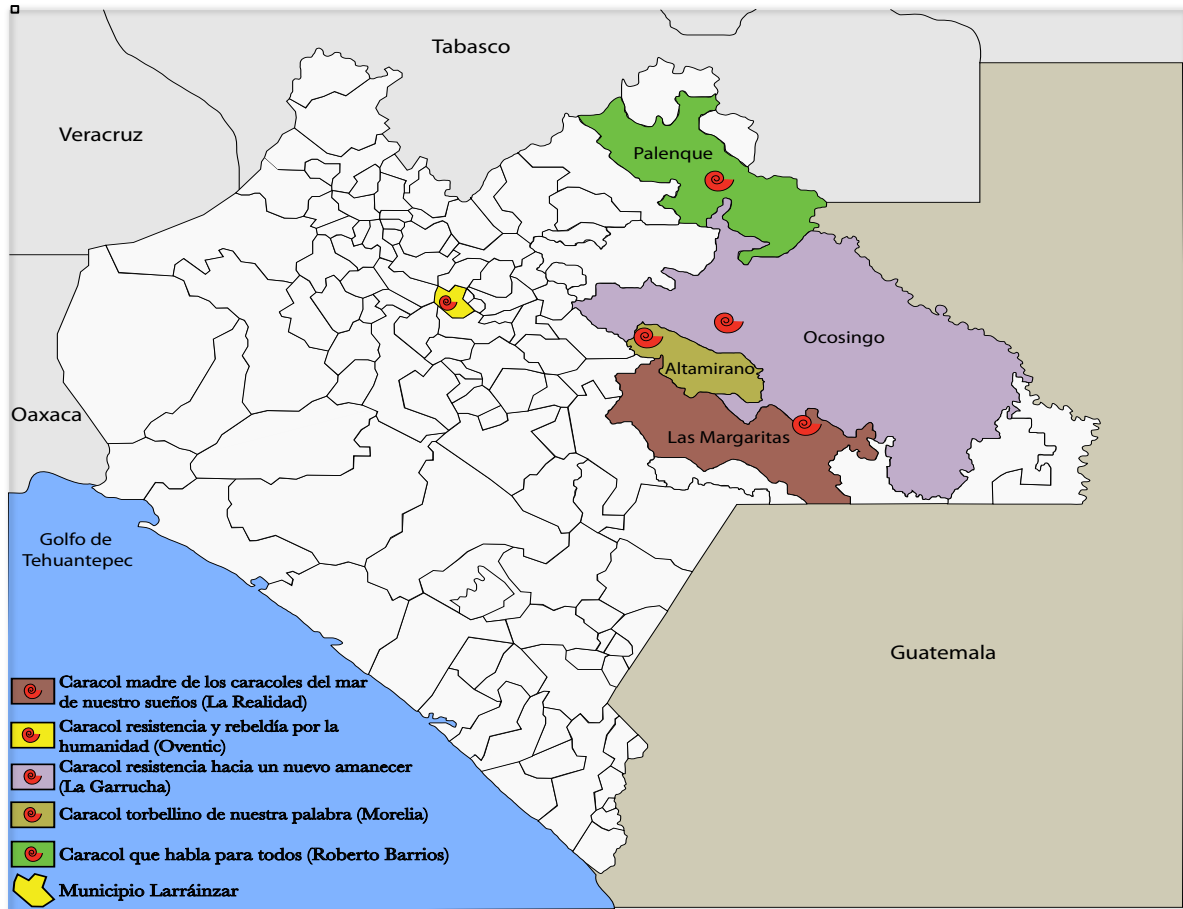 Tabasco
Veracruz
Palenque
Ocosingo
Altamirano
Oaxaca
Las Margaritas
Golfo de
Tehuantepec
Guatemala
Caracol madre de los caracoles del mar
de nuestro sueños (La Realidad)
Caracol resistencia y rebeldía por la
humanidad (Oventic)
Caracol resistencia hacia un nuevo amanecer
(La Garrucha)
Caracol torbellino de nuestra palabra (Morelia)
Caracol que habla para todos (Roberto Barrios)
Municipio Larráinzar